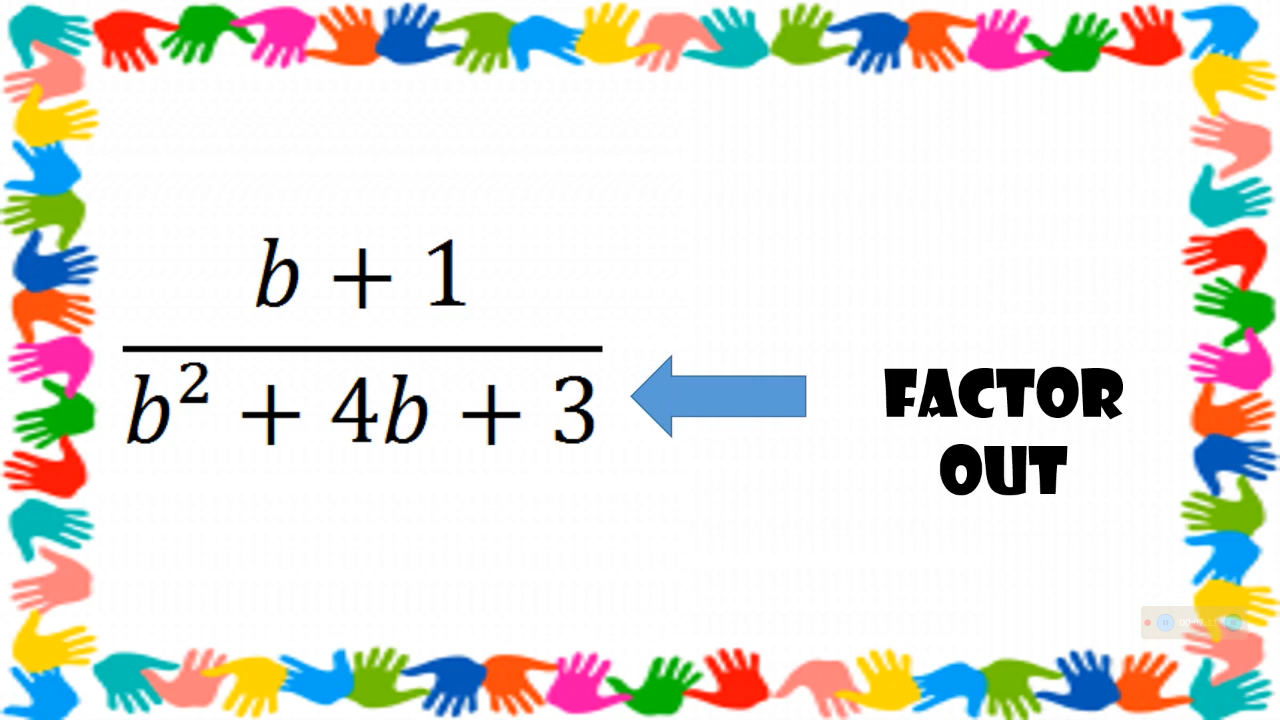 b + 1
b² + 4b + 3
FACTOR
OUT